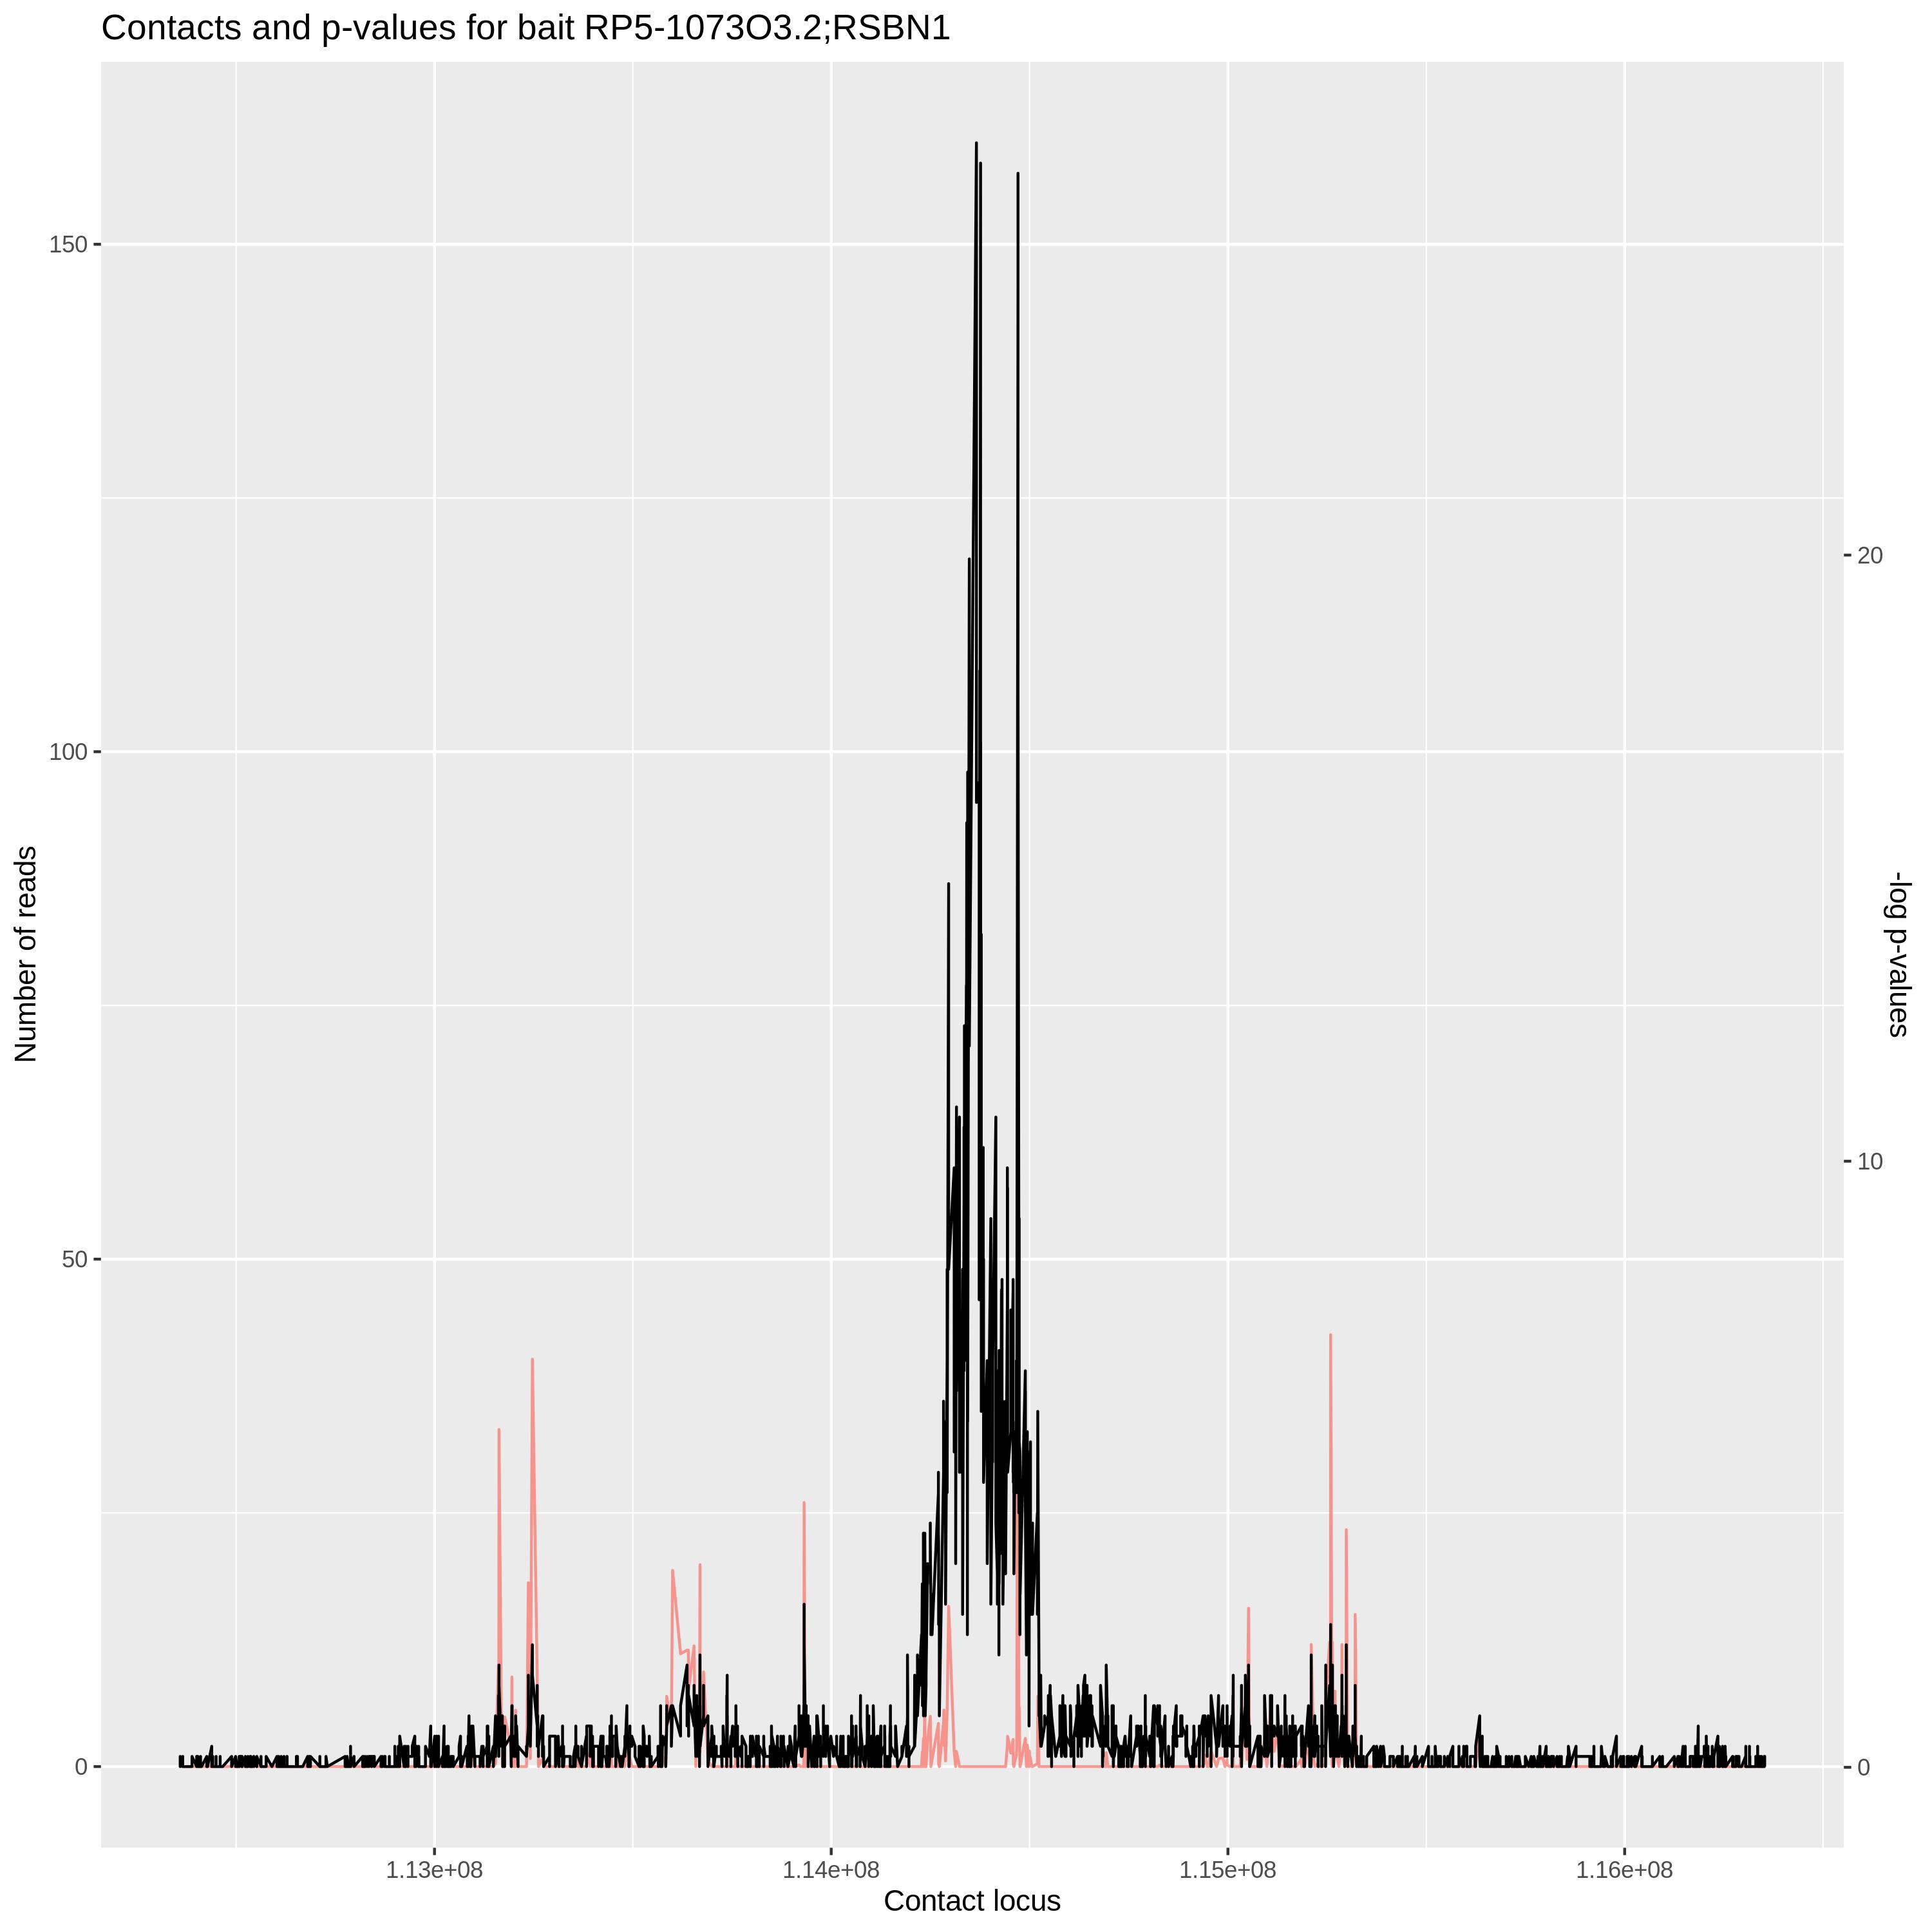 Contacts and p-values for bait RP5-1073O3.2;RSBN1
150
100
50
0
Number of reads
20
10
0
-log p-values
1.13e+08
1.14e+08
1.15e+08
1.16e+08
Contact locus